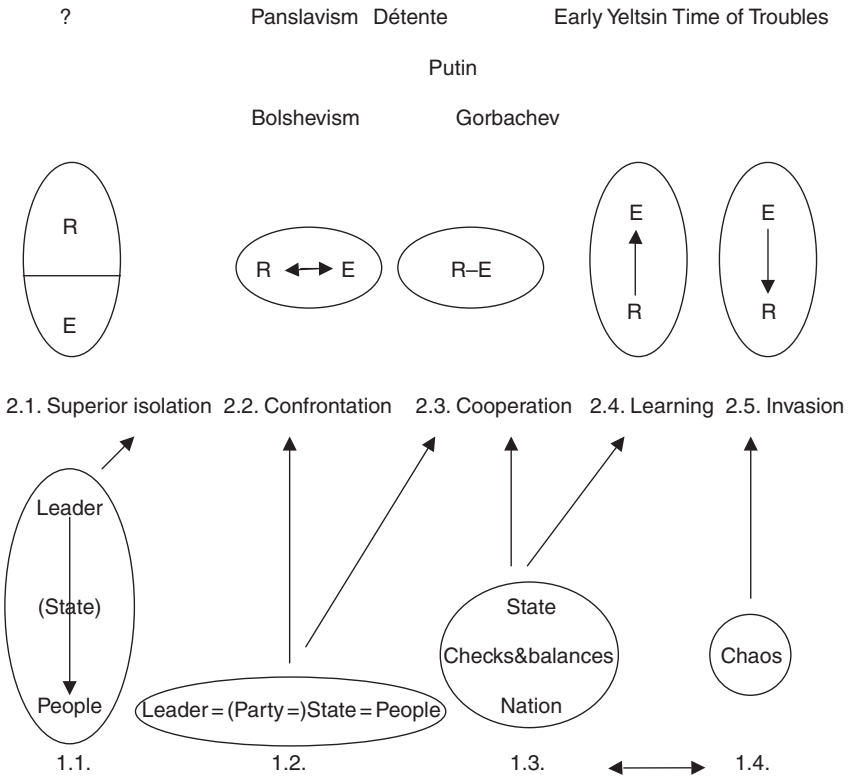 ? Panslavism Détente Early Yeltsin Time of Troubles
Putin
Bolshevism Gorbachev
R E
R E R–E
E R
E R
2.1. Superior isolation 2.2. Confrontation 2.3. Cooperation 2.4. Learning 2.5. Invasion
Leader
(State)
People
Leader=(Party=)State=People
State
Checks&balances
Nation
Chaos
1.1. 1.2. 1.3. 1.4.